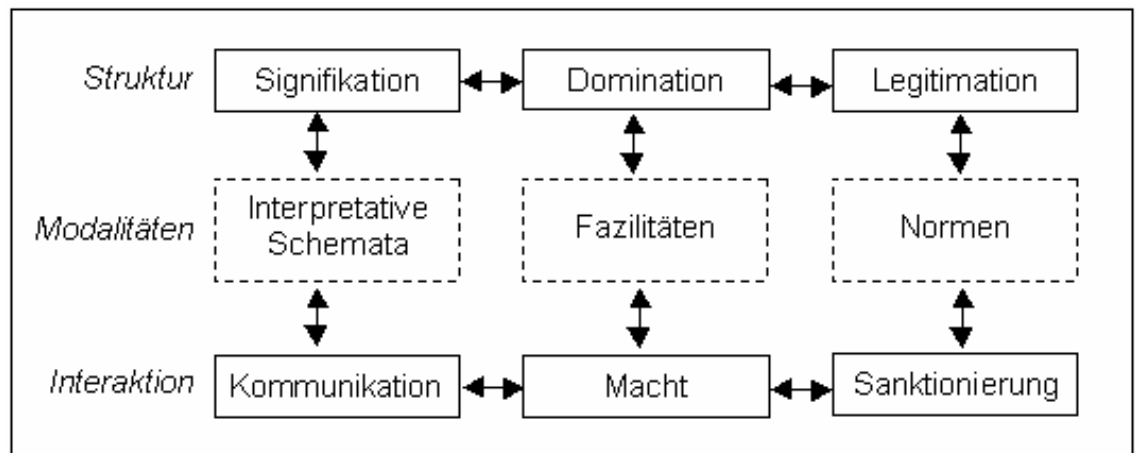 Struktur Signifikation Domination Legitimation
Modalitäten Interpretative Schemata Fazilitäten Normen
Interaktion Kommunikation Macht Sanktionierung